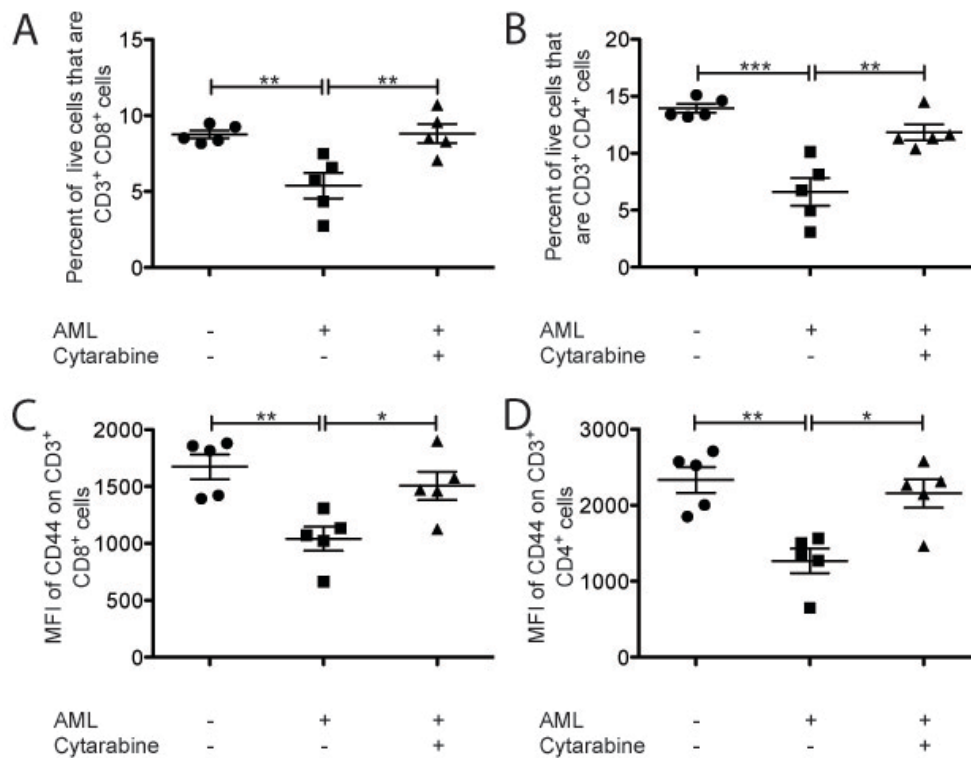 A
Percent of live cells that are
CD3⁺ CD8⁺ cells
15
10
5
0
**
**
AML - + +
Cytarabine - - +
B
Percent of live cells that
are CD3⁺ CD4⁺ cells
20
15
10
5
0
***
**
AML - + +
Cytarabine - - +
C
MFI of CD44 on CD3⁺
CD8⁺ cells
2000
1500
1000
500
0
**
*
AML - + +
Cytarabine - - +
D
MFI of CD44 on CD3⁺
CD4⁺ cells
3000
2000
1000
0
**
*
AML - + +
Cytarabine - - +